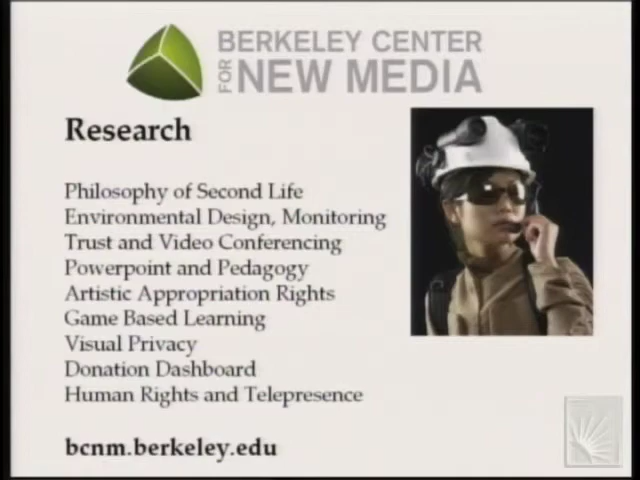 BERKELEY CENTER
FOR NEW MEDIA
Research
Philosophy of Second Life
Environmental Design, Monitoring
Trust and Video Conferencing
Powerpoint and Pedagogy
Artistic Appropriation Rights
Game Based Learning
Visual Privacy
Donation Dashboard
Human Rights and Telepresence
bcnm.berkeley.edu